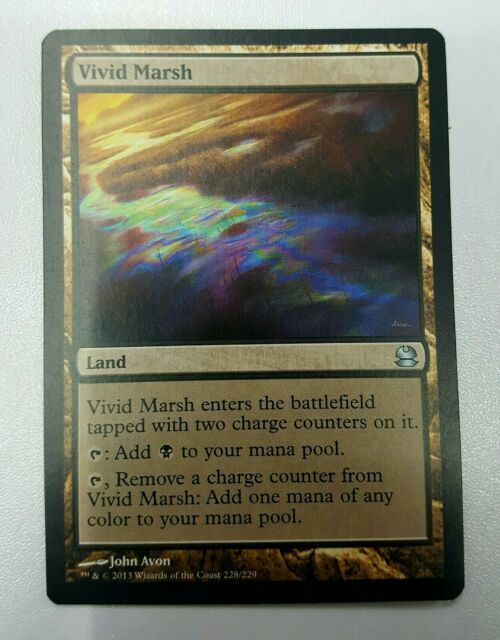 Vivid Marsh
Land
Vivid Marsh enters the battlefield
tapped with two charge counters on it.
: Add to your mana pool.
, Remove a charge counter from
Vivid Marsh: Add one mana of any
color to your mana pool.
John Avon
™ & © 2013 Wizards of the Coast 228/229